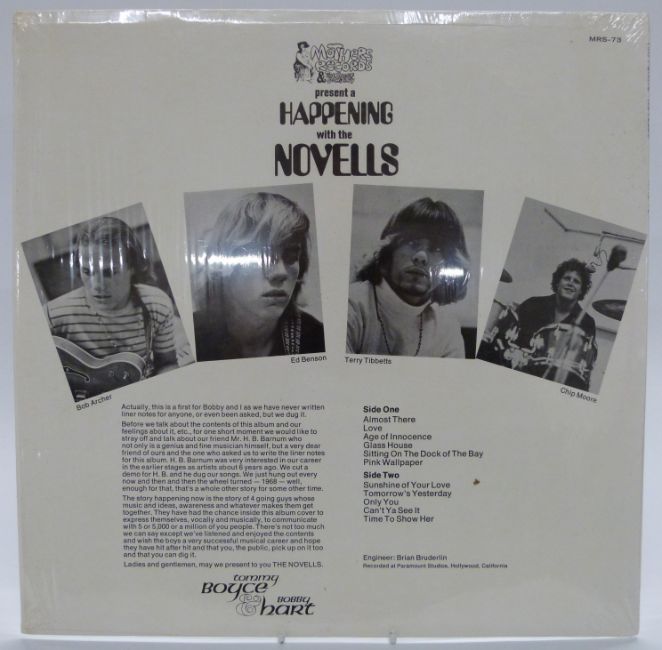 MRS-73
MOTHERS
RECORDS
&
present a
HAPPENING
with the
NOVELLS
Bob Archer
Ed Benson
Terry Tibbetts
Chip Moore
Actually, this is a first for Bobby and I as we have never written
liner notes for anyone, or even been asked, but we dug it.
Before we talk about the contents of this album and our
feelings about it, etc., for one short moment we would like to
stray off and talk about our friend Mr. H. B. Barnum who
not only is a genius and fine musician himself, but a very dear
friend of ours and the one who asked us to write the liner notes
for this album. H. B. Barnum was very interested in our career
in the earlier stages as artists about 6 years ago. We cut a
demo for H. B. and he dug our songs. We just hung out every
now and then and then the wheel turned — 1968 — well,
enough for that, that's a whole other story for some other time.
The story happening now is the story of 4 going guys whose
music and ideas, awareness and whatever makes them get
together. They have had the chance inside this album cover to
express themselves, vocally and musically, to communicate
with 5 or 5,000 or a million of you people. There's not too much
we can say except we've listened and enjoyed the contents
and wish the boys a very successful musical career and hope
they have hit after hit and that you, the public, pick up on it too
and that you can dig it.
Ladies and gentlemen, may we present to you THE NOVELLS.
tommy
BOYCE
& BOBBY
hart
Side One
Almost There
Love
Age of Innocence
Glass House
Sitting On The Dock of The Bay
Pink Wallpaper
Side Two
Sunshine of Your Love
Tomorrow's Yesterday
Only You
Can't Ya See It
Time To Show Her
Engineer: Brian Bruderlin
Recorded at Paramount Studios, Hollywood, California